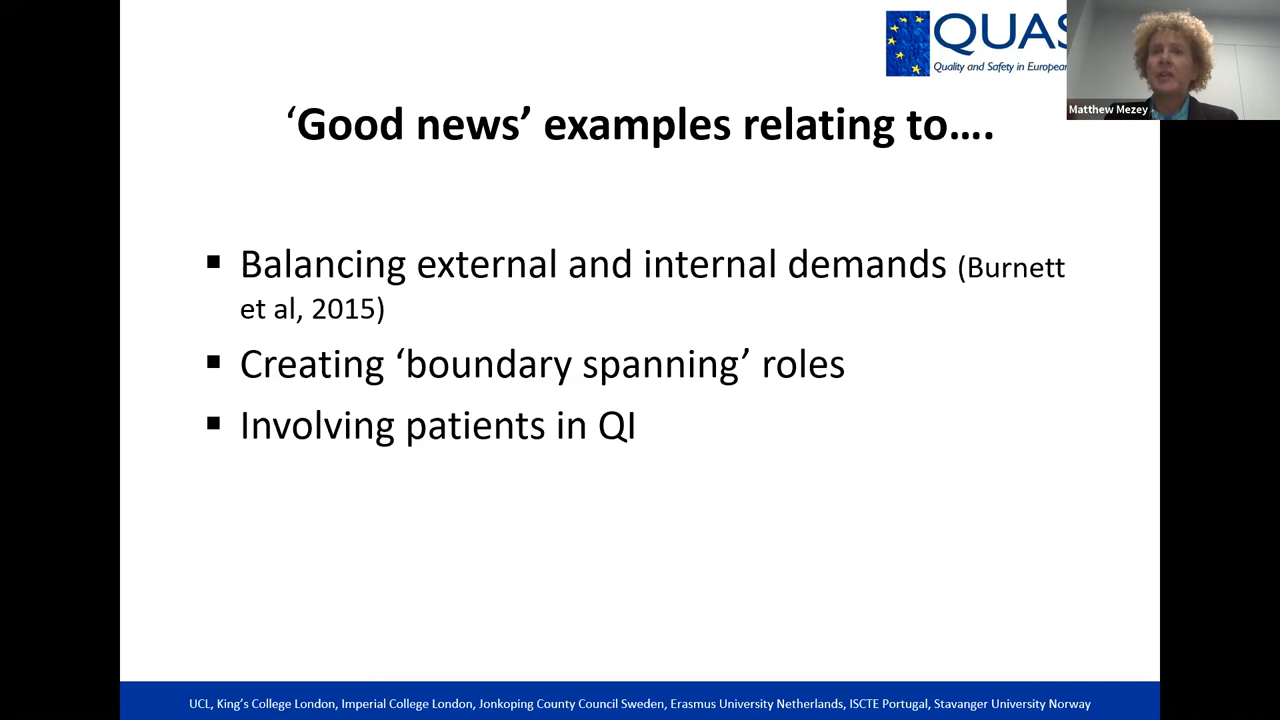 QUAS
Quality and Safety in European
Matthew Mezey
‘Good news’ examples relating to….
▪ Balancing external and internal demands (Burnett
et al, 2015)
▪ Creating ‘boundary spanning’ roles
▪ Involving patients in QI
UCL, King's College London, Imperial College London, Jonkoping County Council Sweden, Erasmus University Netherlands, ISCTE Portugal, Stavanger University Norway